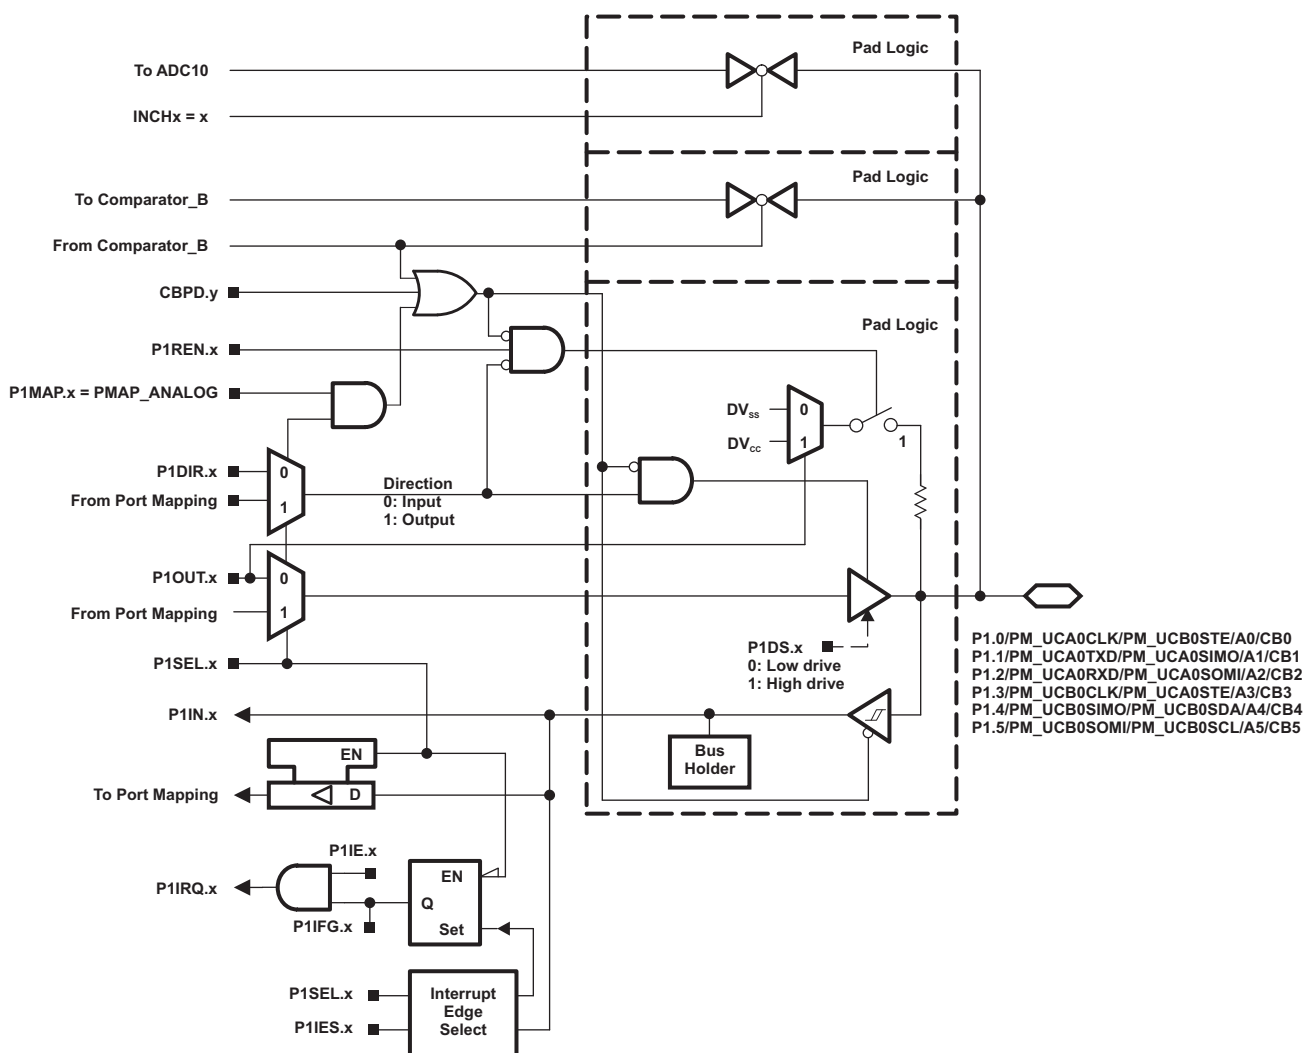 Pad Logic
To ADC10
INCHx = x
Pad Logic
To Comparator_B
From Comparator_B
CBPD.y
Pad Logic
P1REN.x
P1MAP.x = PMAP_ANALOG
DVSS
0
DVCC
1
1
P1DIR.x
0
From Port Mapping
1
Direction
0: Input
1: Output
P1OUT.x
0
From Port Mapping
1
P1DS.x
0: Low drive
1: High drive
P1.0/PM_UCA0CLK/PM_UCB0STE/A0/CB0
P1.1/PM_UCA0TXD/PM_UCA0SIMO/A1/CB1
P1.2/PM_UCA0RXD/PM_UCA0SOMI/A2/CB2
P1.3/PM_UCB0CLK/PM_UCA0STE/A3/CB3
P1.4/PM_UCB0SIMO/PM_UCB0SDA/A4/CB4
P1.5/PM_UCB0SOMI/PM_UCB0SCL/A5/CB5
P1SEL.x
P1IN.x
Bus
Holder
EN
To Port Mapping
D
P1IE.x
P1IRQ.x
EN
Q
P1IFG.x
Set
P1SEL.x
P1IES.x
Interrupt
Edge
Select